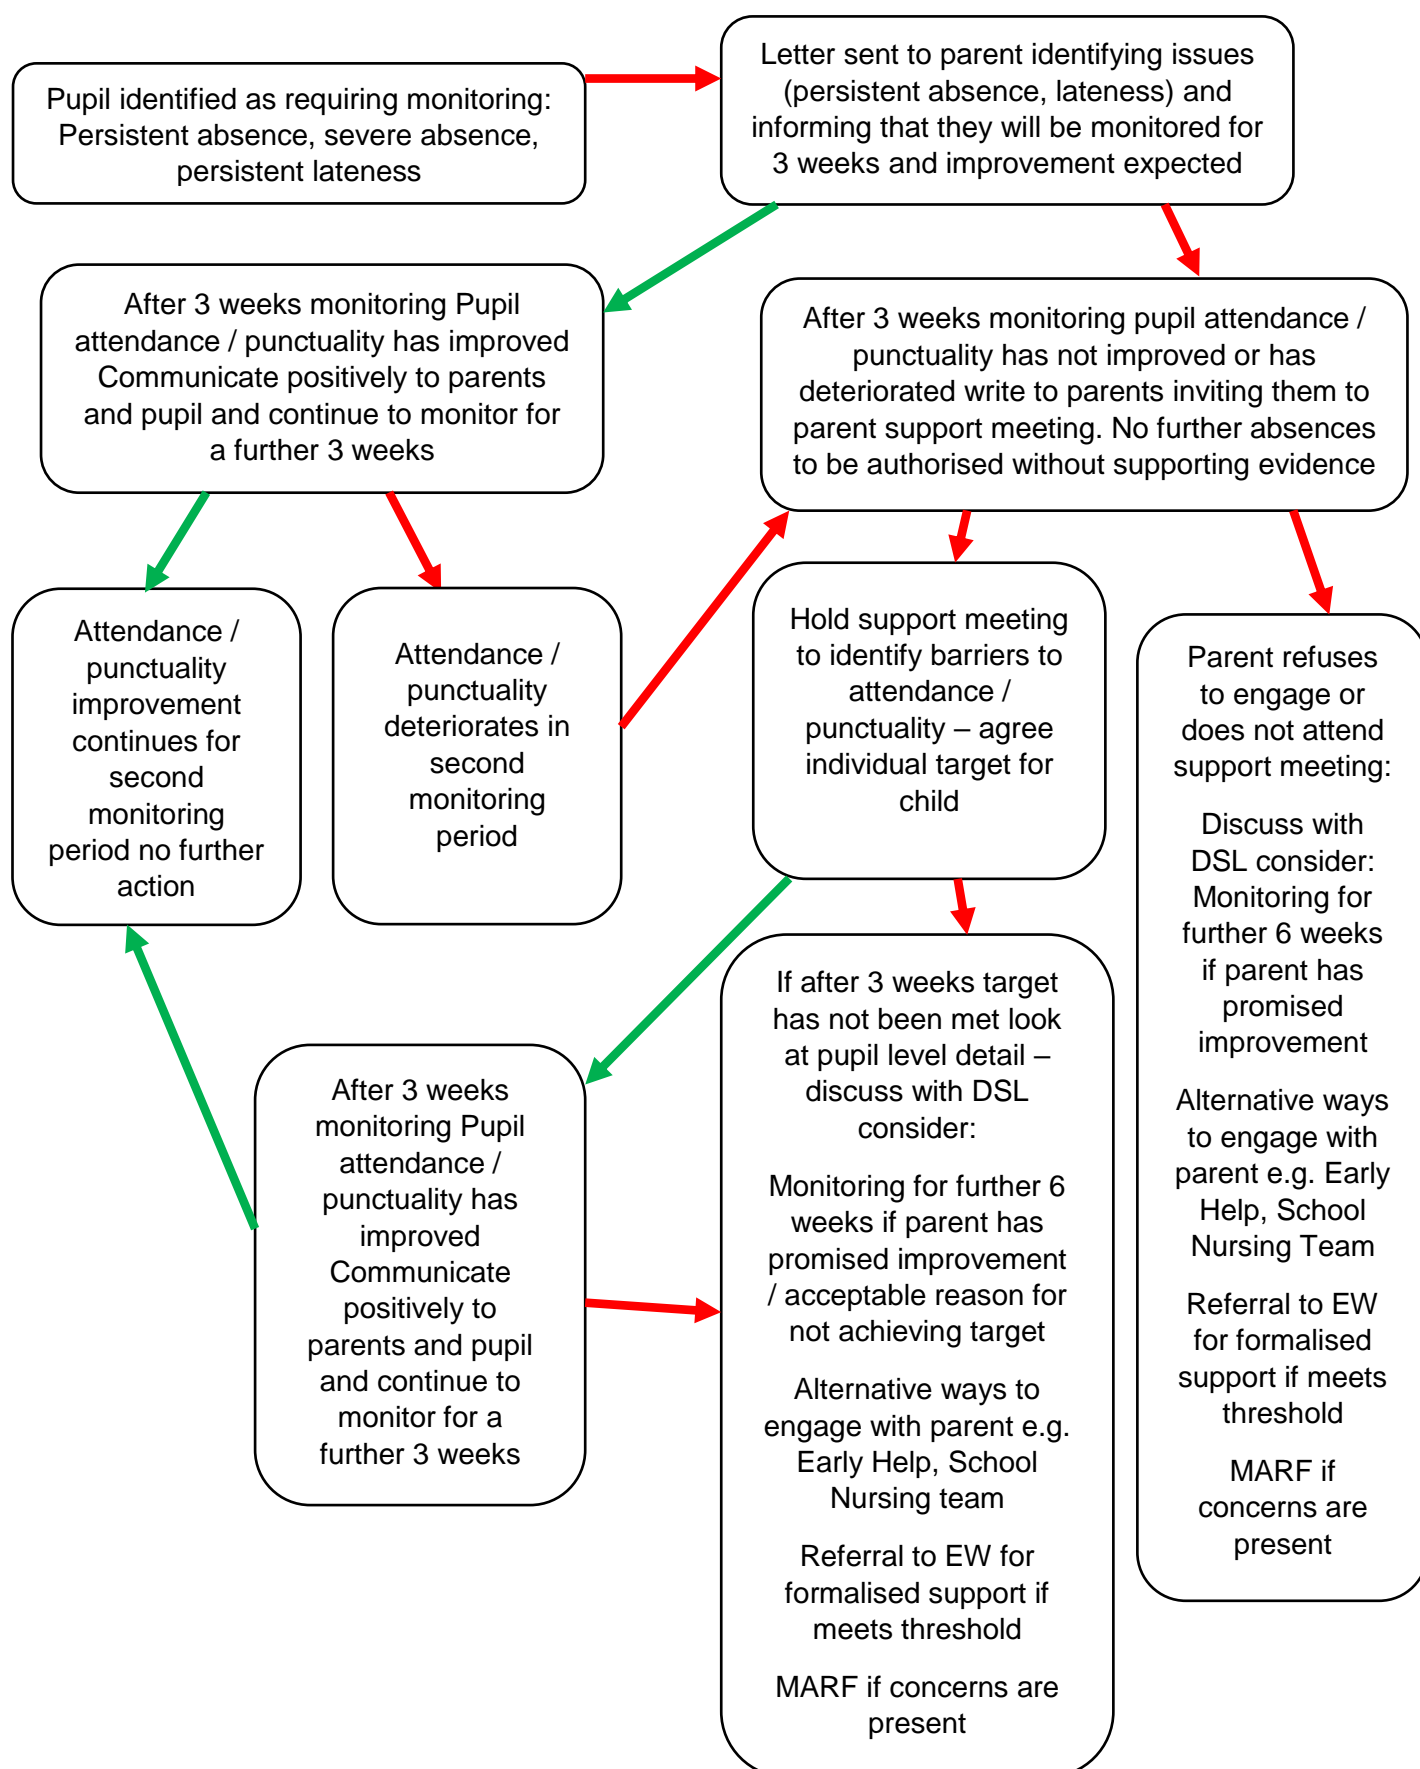 Pupil identified as requiring monitoring:
Persistent absence, severe absence,
persistent lateness
Letter sent to parent identifying issues
(persistent absence, lateness) and
informing that they will be monitored for
3 weeks and improvement expected
After 3 weeks monitoring Pupil
attendance / punctuality has improved
Communicate positively to parents
and pupil and continue to monitor for
a further 3 weeks
After 3 weeks monitoring pupil attendance /
punctuality has not improved or has
deteriorated write to parents inviting them to
parent support meeting. No further absences
to be authorised without supporting evidence
Attendance /
punctuality
improvement
continues for
second
monitoring
period no further
action
Attendance /
punctuality
deteriorates in
second
monitoring
period
Hold support meeting
to identify barriers to
attendance /
punctuality – agree
individual target for
child
Parent refuses
to engage or
does not attend
support meeting:
Discuss with
DSL consider:
Monitoring for
further 6 weeks
if parent has
promised
improvement
Alternative ways
to engage with
parent e.g. Early
Help, School
Nursing Team
Referral to EW
for formalised
support if meets
threshold
MARF if
concerns are
present
After 3 weeks
monitoring Pupil
attendance /
punctuality has
improved
Communicate
positively to
parents and pupil
and continue to
monitor for a
further 3 weeks
If after 3 weeks target
has not been met look
at pupil level detail –
discuss with DSL
consider:
Monitoring for further 6
weeks if parent has
promised improvement
/ acceptable reason for
not achieving target
Alternative ways to
engage with parent e.g.
Early Help, School
Nursing team
Referral to EW for
formalised support if
meets threshold
MARF if concerns are
present